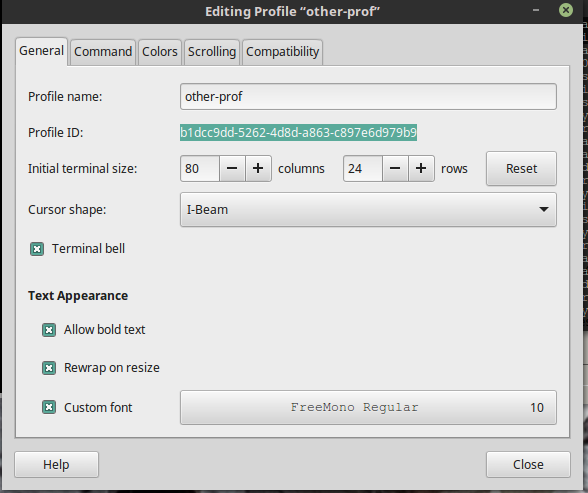 Editing Profile “other-prof”
General Command Colors Scrolling Compatibility
Profile name: other-prof
Profile ID: b1dcc9dd-5262-4d8d-a863-c897e6d979b9
Initial terminal size: 80 columns 24 rows Reset
Cursor shape: I-Beam
Terminal bell
Text Appearance
Allow bold text
Rewrap on resize
Custom font FreeMono Regular 10
Help Close